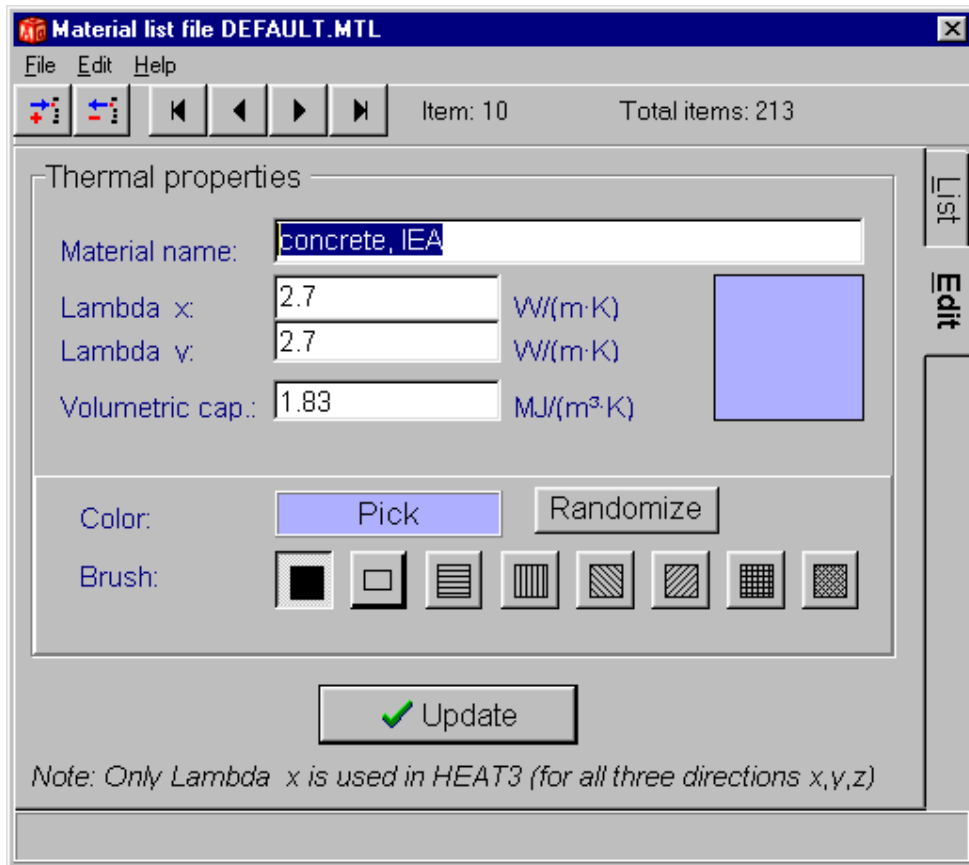 Material list file DEFAULT.MTL
File Edit Help
Item: 10 Total items: 213
List
Edit
Thermal properties
Material name: concrete, IEA
Lambda x: 2.7 W/(m·K)
Lambda y: 2.7 W/(m·K)
Volumetric cap.: 1.83 MJ/(m³·K)
Color: Pick Randomize
Brush:
Update
Note: Only Lambda x is used in HEAT3 (for all three directions x,y,z)